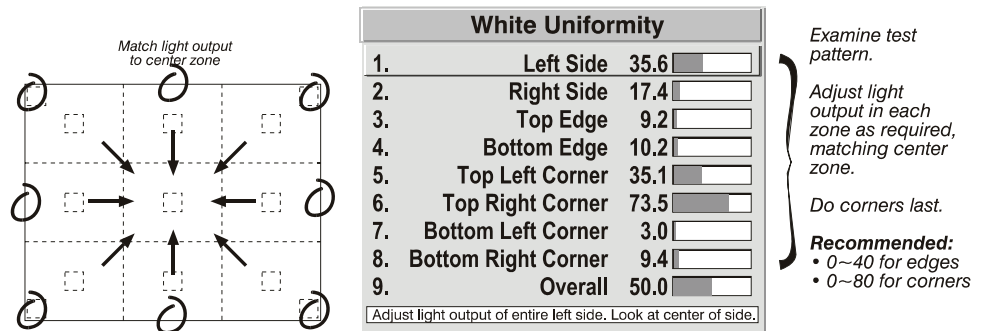 Match light output
to center zone
White Uniformity
1. Left Side 35.6
2. Right Side 17.4
3. Top Edge 9.2
4. Bottom Edge 10.2
5. Top Left Corner 35.1
6. Top Right Corner 73.5
7. Bottom Left Corner 3.0
8. Bottom Right Corner 9.4
9. Overall 50.0
Adjust light output of entire left side. Look at center of side.
Examine test
pattern.
Adjust light
output in each
zone as required,
matching center
zone.
Do corners last.
Recommended:
• 0~40 for edges
• 0~80 for corners